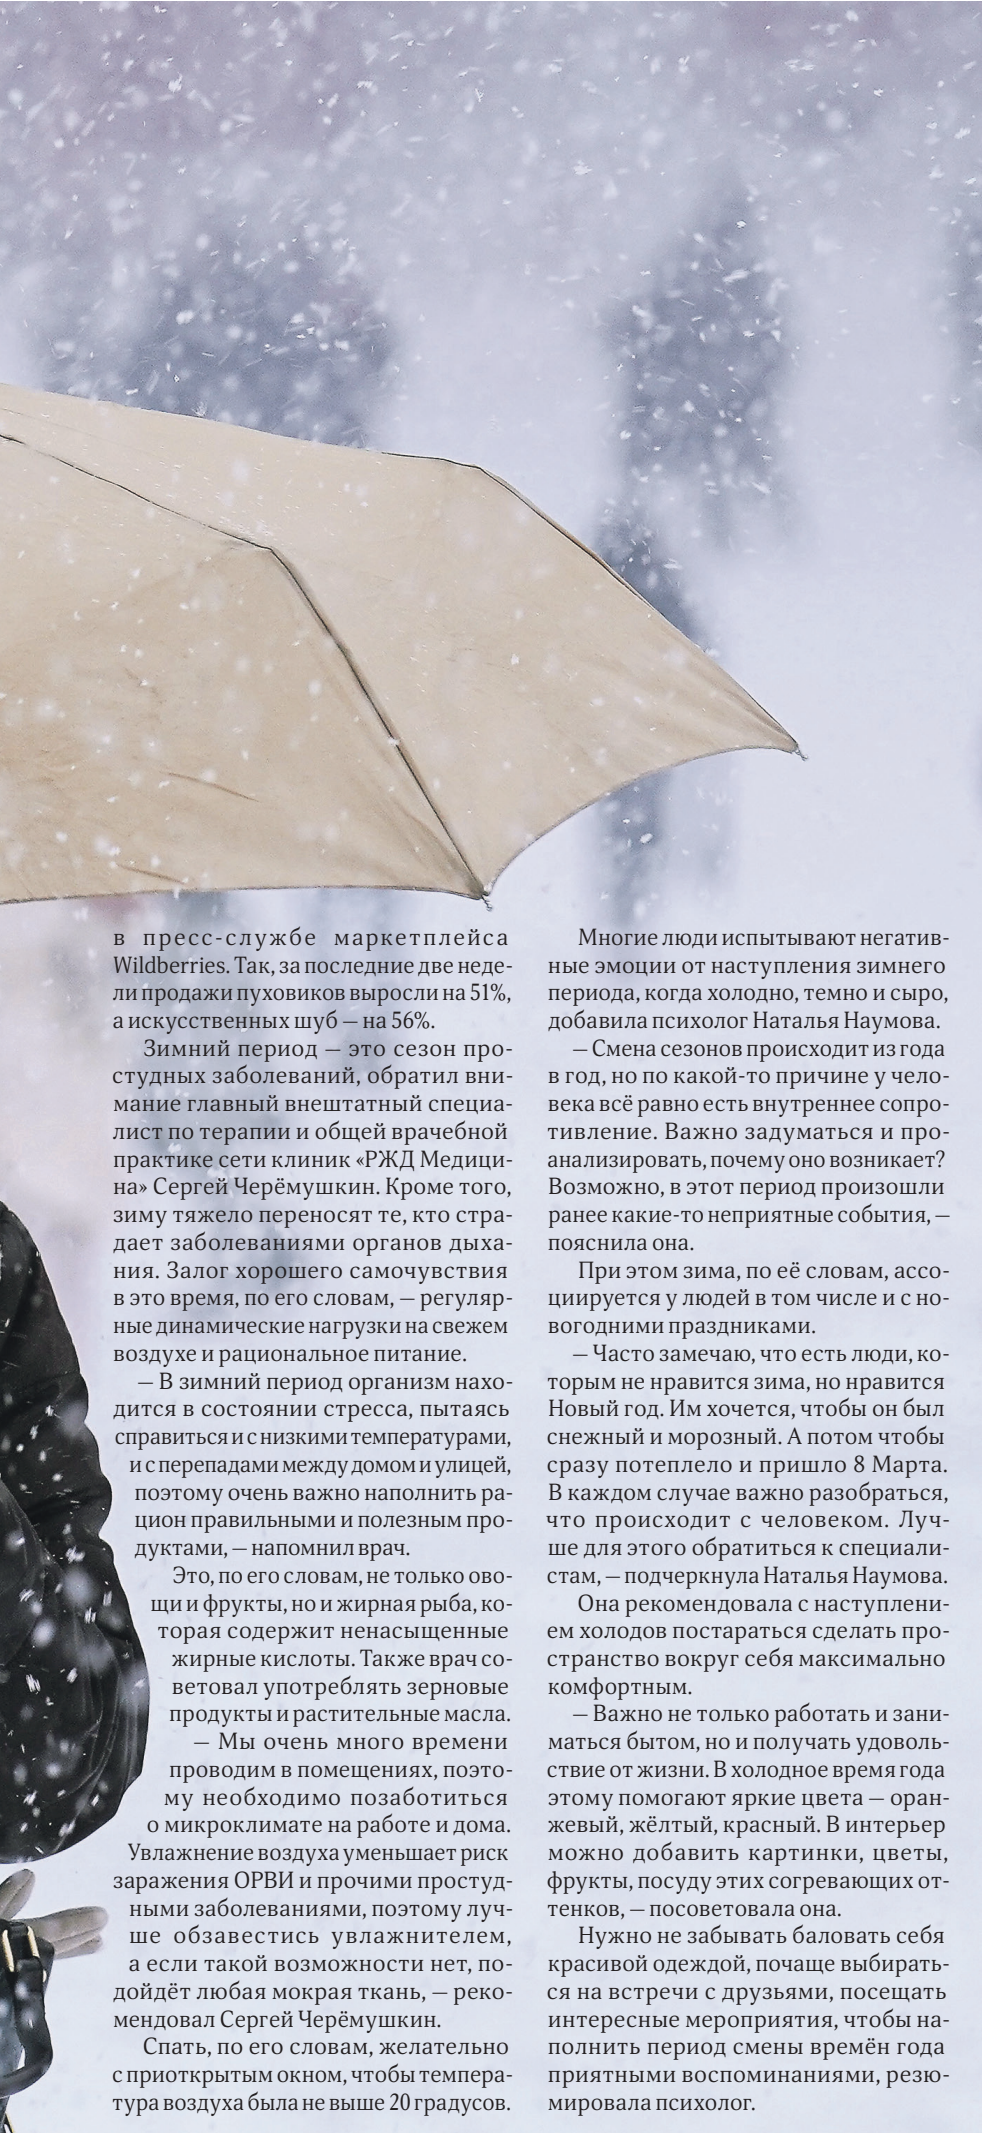 в пресс-службе маркетплейса
Wildberries. Так, за последние две неде-
ли продажи пуховиков выросли на 51%,
а искусственных шуб — на 56%.
Зимний период — это сезон про-
студных заболеваний, обратил вни-
мание главный внештатный специа-
лист по терапии и общей врачебной
практике сети клиник «РЖД Медици-
на» Сергей Черёмушкин. Кроме того,
зиму тяжело переносят те, кто стра-
дает заболеваниями органов дыха-
ния. Залог хорошего самочувствия
в это время, по его словам, — регуляр-
ные динамические нагрузки на свежем
воздухе и рациональное питание.
— В зимний период организм нахо-
дится в состоянии стресса, пытаясь
справиться и с низкими температурами,
и с перепадами между домом и улицей,
поэтому очень важно наполнить ра-
цион правильными и полезным про-
дуктами, — напомнил врач.
Это, по его словам, не только ово-
щи и фрукты, но и жирная рыба, ко-
торая содержит ненасыщенные
жирные кислоты. Также врач со-
ветовал употреблять зерновые
продукты и растительные масла.
— Мы очень много времени
проводим в помещениях, поэто-
му необходимо позаботиться
о микроклимате на работе и дома.
Увлажнение воздуха уменьшает риск
заражения ОРВИ и прочими простуд-
ными заболеваниями, поэтому луч-
ше обзавестись увлажнителем,
а если такой возможности нет, по-
дойдёт любая мокрая ткань, — реко-
мендовал Сергей Черёмушкин.
Спать, по его словам, желательно
с приоткрытым окном, чтобы темпера-
тура воздуха была не выше 20 градусов.
Многие люди испытывают негатив-
ные эмоции от наступления зимнего
периода, когда холодно, темно и сыро,
добавила психолог Наталья Наумова.
— Смена сезонов происходит из года
в год, но по какой-то причине у чело-
века всё равно есть внутреннее сопро-
тивление. Важно задуматься и про-
анализировать, почему оно возникает?
Возможно, в этот период произошли
ранее какие-то неприятные события, —
пояснила она.
При этом зима, по её словам, ассо-
циируется у людей в том числе и с но-
вогодними праздниками.
— Часто замечаю, что есть люди, ко-
торым не нравится зима, но нравится
Новый год. Им хочется, чтобы он был
снежный и морозный. А потом чтобы
сразу потеплело и пришло 8 Марта.
В каждом случае важно разобраться,
что происходит с человеком. Луч-
ше для этого обратиться к специали-
стам, — подчеркнула Наталья Наумова.
Она рекомендовала с наступлени-
ем холодов постараться сделать про-
странство вокруг себя максимально
комфортным.
— Важно не только работать и зани-
маться бытом, но и получать удоволь-
ствие от жизни. В холодное время года
этому помогают яркие цвета — оран-
жевый, жёлтый, красный. В интерьер
можно добавить картинки, цветы,
фрукты, посуду этих согревающих от-
тенков, — посоветовала она.
Нужно не забывать баловать себя
красивой одеждой, почаще выбирать-
ся на встречи с друзьями, посещать
интересные мероприятия, чтобы на-
полнить период смены времён года
приятными воспоминаниями, резю-
мировала психолог.